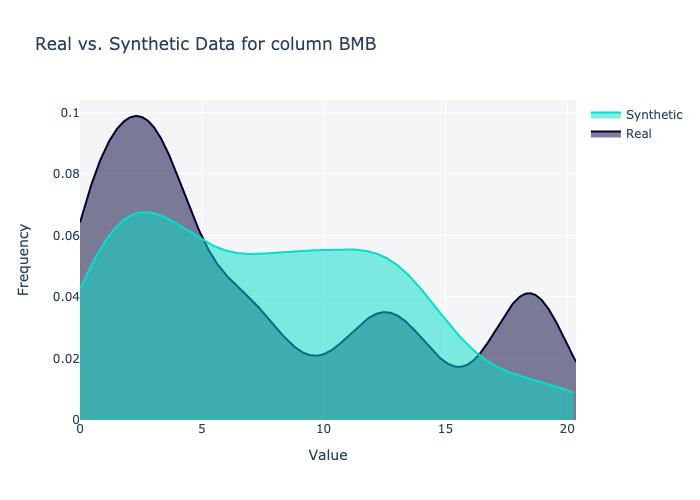 Real vs. Synthetic Data for column BMB
Synthetic
Real
Frequency
0.1
0.08
0.06
0.04
0.02
0
0 5 10 15 20
Value